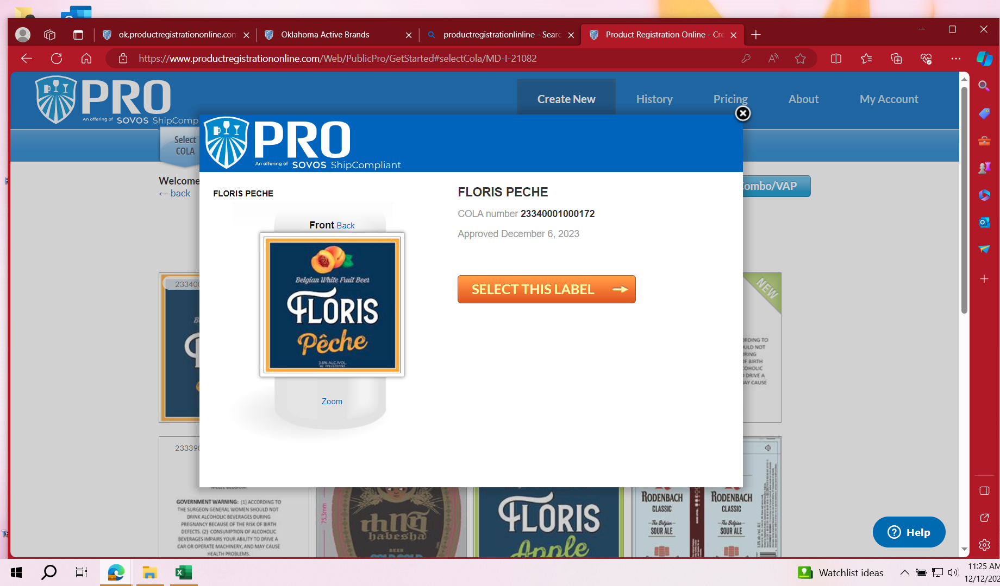 ok.productregistrationonline.com
Oklahoma Active Brands
productregistrationlinline - Searc
Product Registration Online - Cre
https://www.productregistrationonline.com/Web/PublicPro/GetStarted#selectCola/MD-I-21082
PRO
An offering of SOVOS ShipComp
Create New
History
Pricing
About
My Account
Select
COLA
PRO
An offering of SOVOS ShipCompliant
Welcome
← back
ombo/VAP
FLORIS PECHE
Front Back
Belgian White Fruit Beer
FLORIS
Pêche
3.6% ALC/VOL.
Zoom
FLORIS PECHE
COLA number 23340001000172
Approved December 6, 2023
SELECT THIS LABEL
23340
NEW
RDING TO
ULD NOT
RING
OF BIRTH
COHOLIC
DRIVE A
AY CAUSE
23339
GOVERNMENT WARNING: (1) ACCORDING TO
THE SURGEON GENERAL WOMEN SHOULD NOT
DRINK ALCOHOLIC BEVERAGES DURING
PREGNANCY BECAUSE OF THE RISK OF BIRTH
DEFECTS. (2) CONSUMPTION OF ALCOHOLIC
BEVERAGES IMPAIRS YOUR ABILITY TO DRIVE A
CAR OR OPERATE MACHINERY, AND MAY CAUSE
HEALTH PROBLEMS.
75,3mm
habesha
BEER
COLD GOLD
FLORIS
Apple
RODENBACH
CLASSIC
The Belgian
SOUR ALE
RODENBACH
CLASSIC
The Belgian
SOUR ALE
Help
Watchlist ideas
11:25 AM
12/12/202